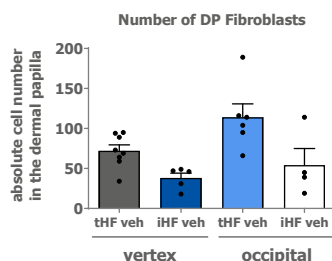 Number of DP Fibroblasts
absolute cell number
in the dermal papilla
200
150
100
50
0
tHF veh iHF veh tHF veh iHF veh
vertex occipital